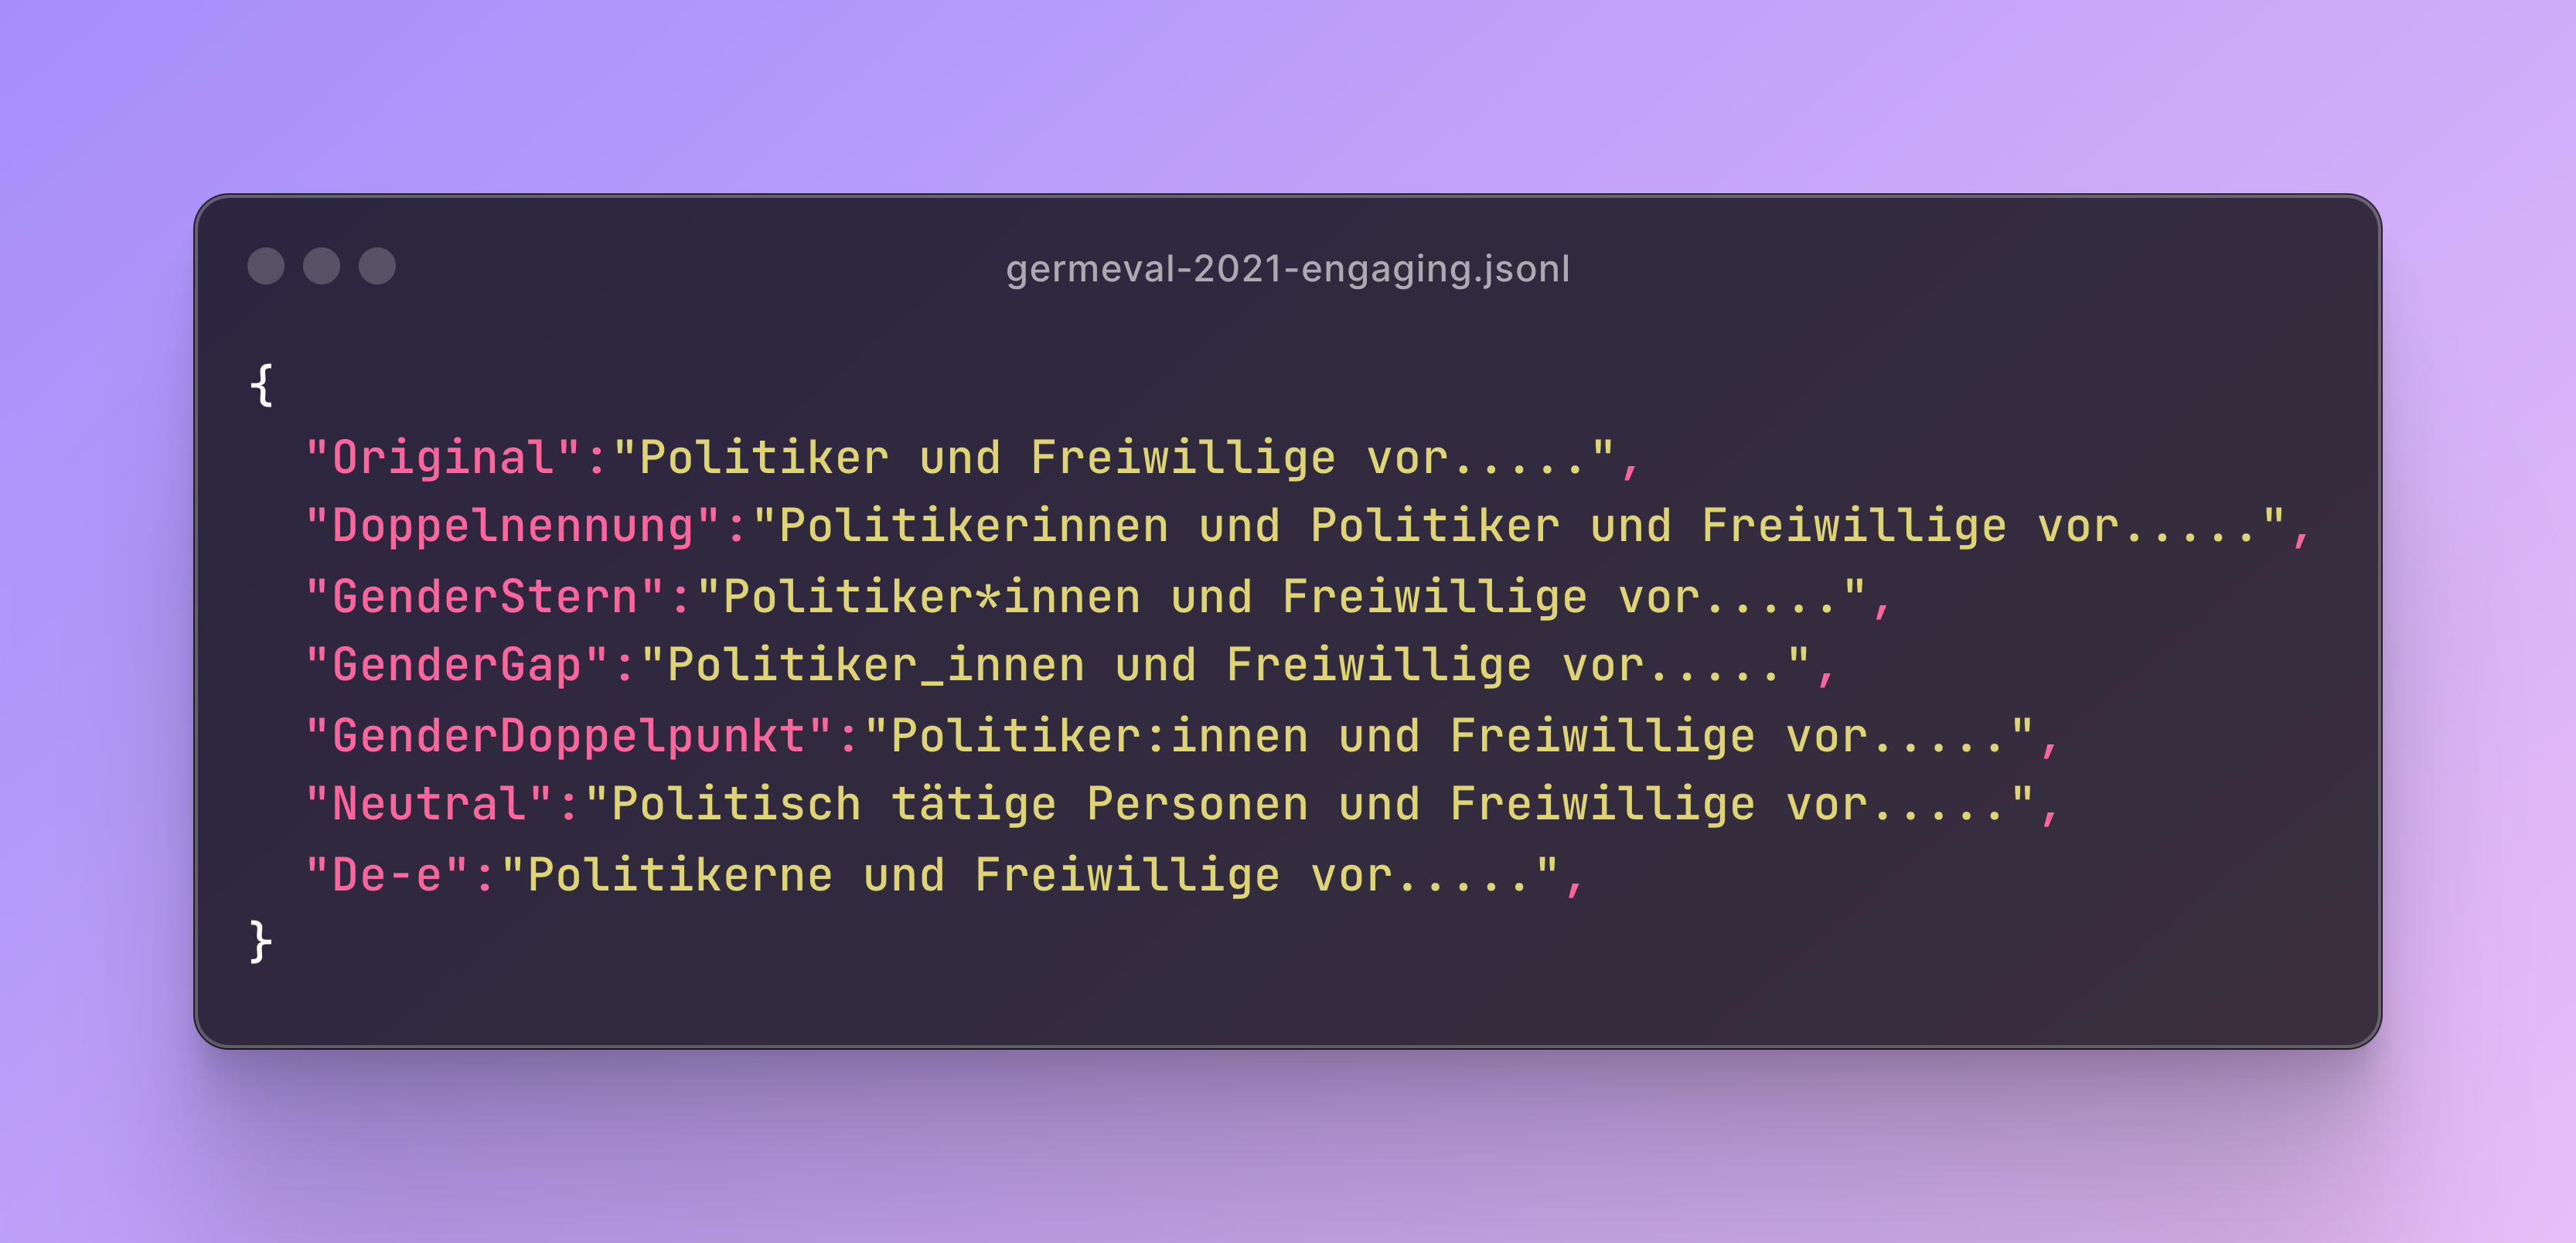 germeval-2021-engaging.jsonl
{
"Original":"Politiker und Freiwillige vor.....",
"Doppelnennung":"Politikerinnen und Politiker und Freiwillige vor.....",
"GenderStern":"Politiker*innen und Freiwillige vor.....",
"GenderGap":"Politiker_innen und Freiwillige vor.....",
"GenderDoppelpunkt":"Politiker:innen und Freiwillige vor.....",
"Neutral":"Politisch tätige Personen und Freiwillige vor.....",
"De-e":"Politikerne und Freiwillige vor.....",
}